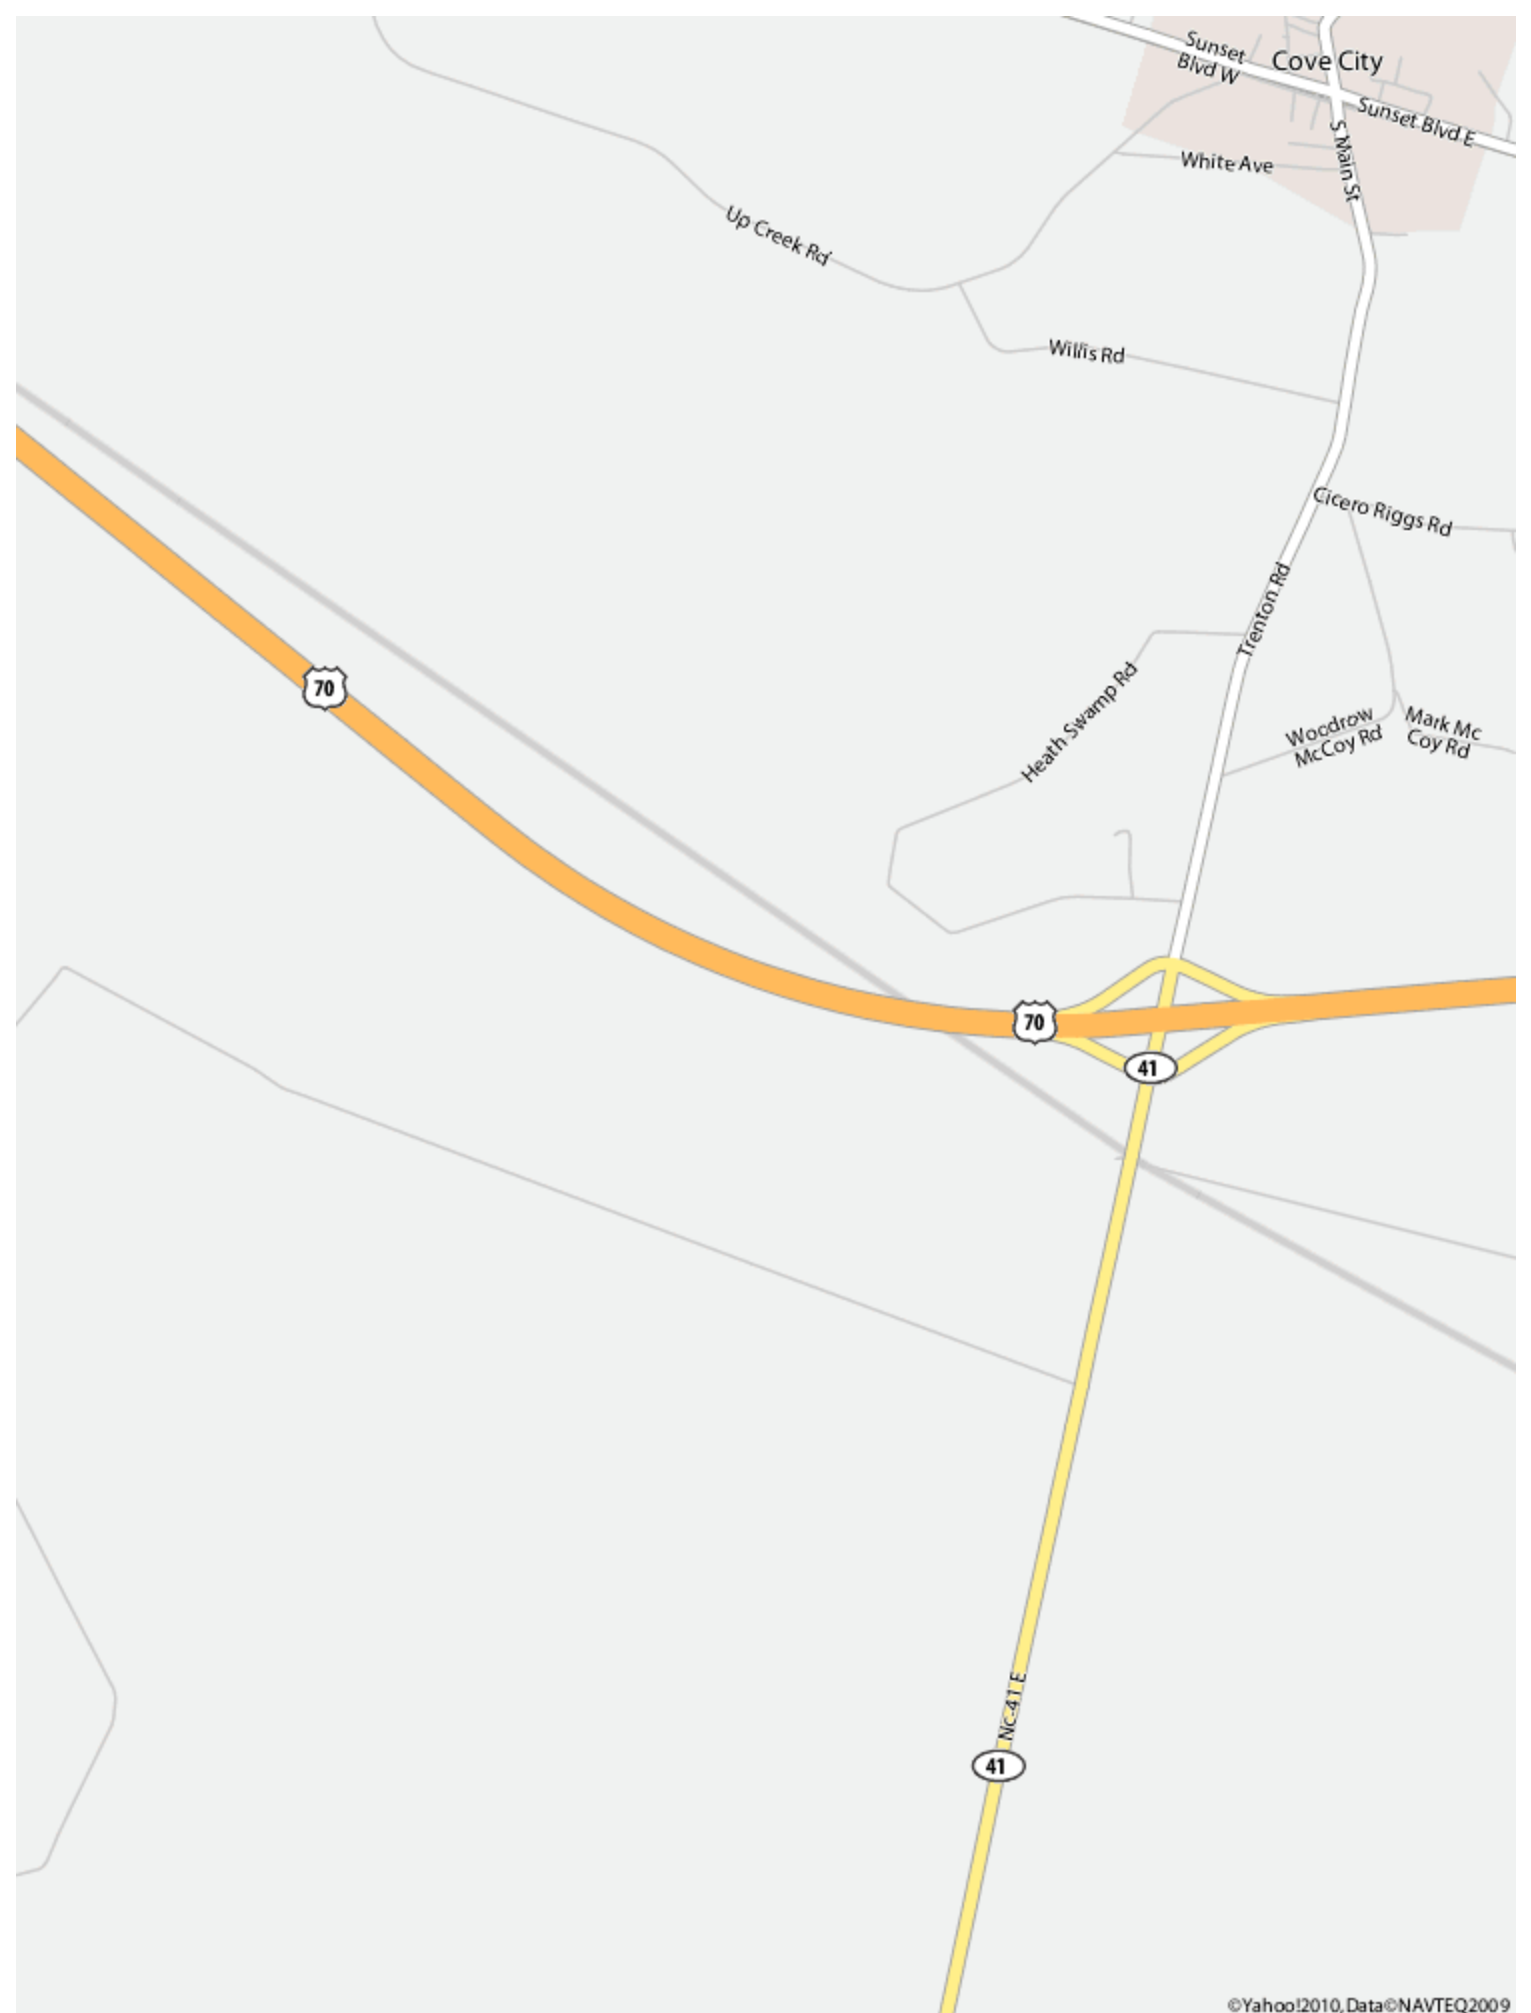 Sunset
Blvd W
Cove City
Sunset Blvd E
S Main St
White Ave
Up Creek Rd
Willis Rd
Cicero Riggs Rd
Trenton Rd
Heath Swamp Rd
70
Woodrow
McCoy Rd
Mark Mc
Coy Rd
70
41
Nc-41 E
41
©Yahoo!2010, Data©NAVTEQ2009